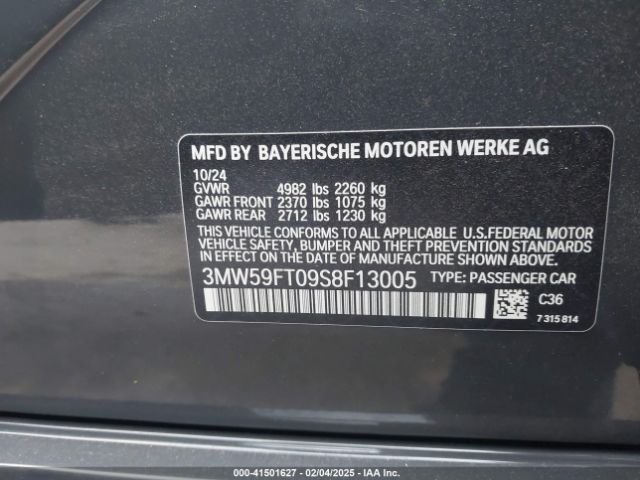 MFD BY BAYERISCHE MOTOREN WERKE AG
10/24
GVWR 4982 lbs 2260 kg
GAWR FRONT 2370 lbs 1075 kg
GAWR REAR 2712 lbs 1230 kg
THIS VEHICLE CONFORMS TO ALL APPLICABLE U.S.FEDERAL MOTOR
VEHICLE SAFETY, BUMPER AND THEFT PREVENTION STANDARDS
IN EFFECT ON THE DATE OF MANUFACTURE SHOWN ABOVE.
3MW59FT09S8F13005 TYPE: PASSENGER CAR
C36
7315814
000-41501627 - 02/04/2025 - IAA Inc.